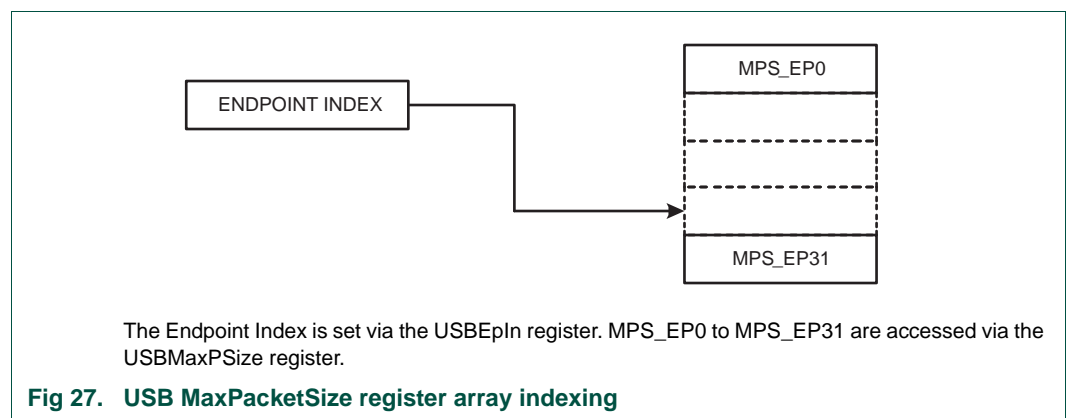 MPS_EP0
ENDPOINT INDEX
MPS_EP31
The Endpoint Index is set via the USBEpIn register. MPS_EP0 to MPS_EP31 are accessed via the
USBMaxPSize register.
Fig 27. USB MaxPacketSize register array indexing